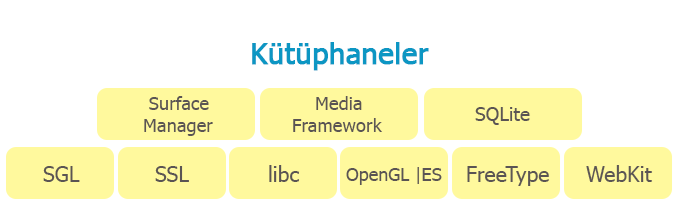 Kütüphaneler
Surface
Manager
Media
Framework
SQLite
SGL
SSL
libc
OpenGL |ES
FreeType
WebKit